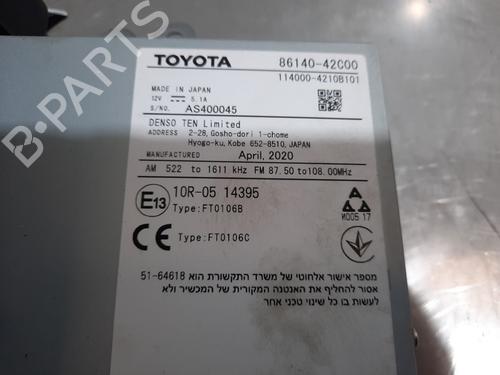 TOYOTA 86140-42C00
114000-4210B101
MADE IN JAPAN
12V 5.1A
S/NO. AS400045
DENSO TEN Limited
ADDRESS 2-28, Gosho-dori 1-chome
Hyogo-ku, Kobe 652-8510, JAPAN
MANUFACTURED April, 2020
AM 522 to 1611 kHz FM 87.50 to108.00MHz
E13 10R-05 14395
Type:FT0106B
M005 17
CE Type:FT0106C
מספר אישור אלחוטי של משרד התקשורת הוא 51-64618
אסור להחליף את האנטנה המקורית של המכשיר ולא
לעשות בו כל שינוי טכני אחר